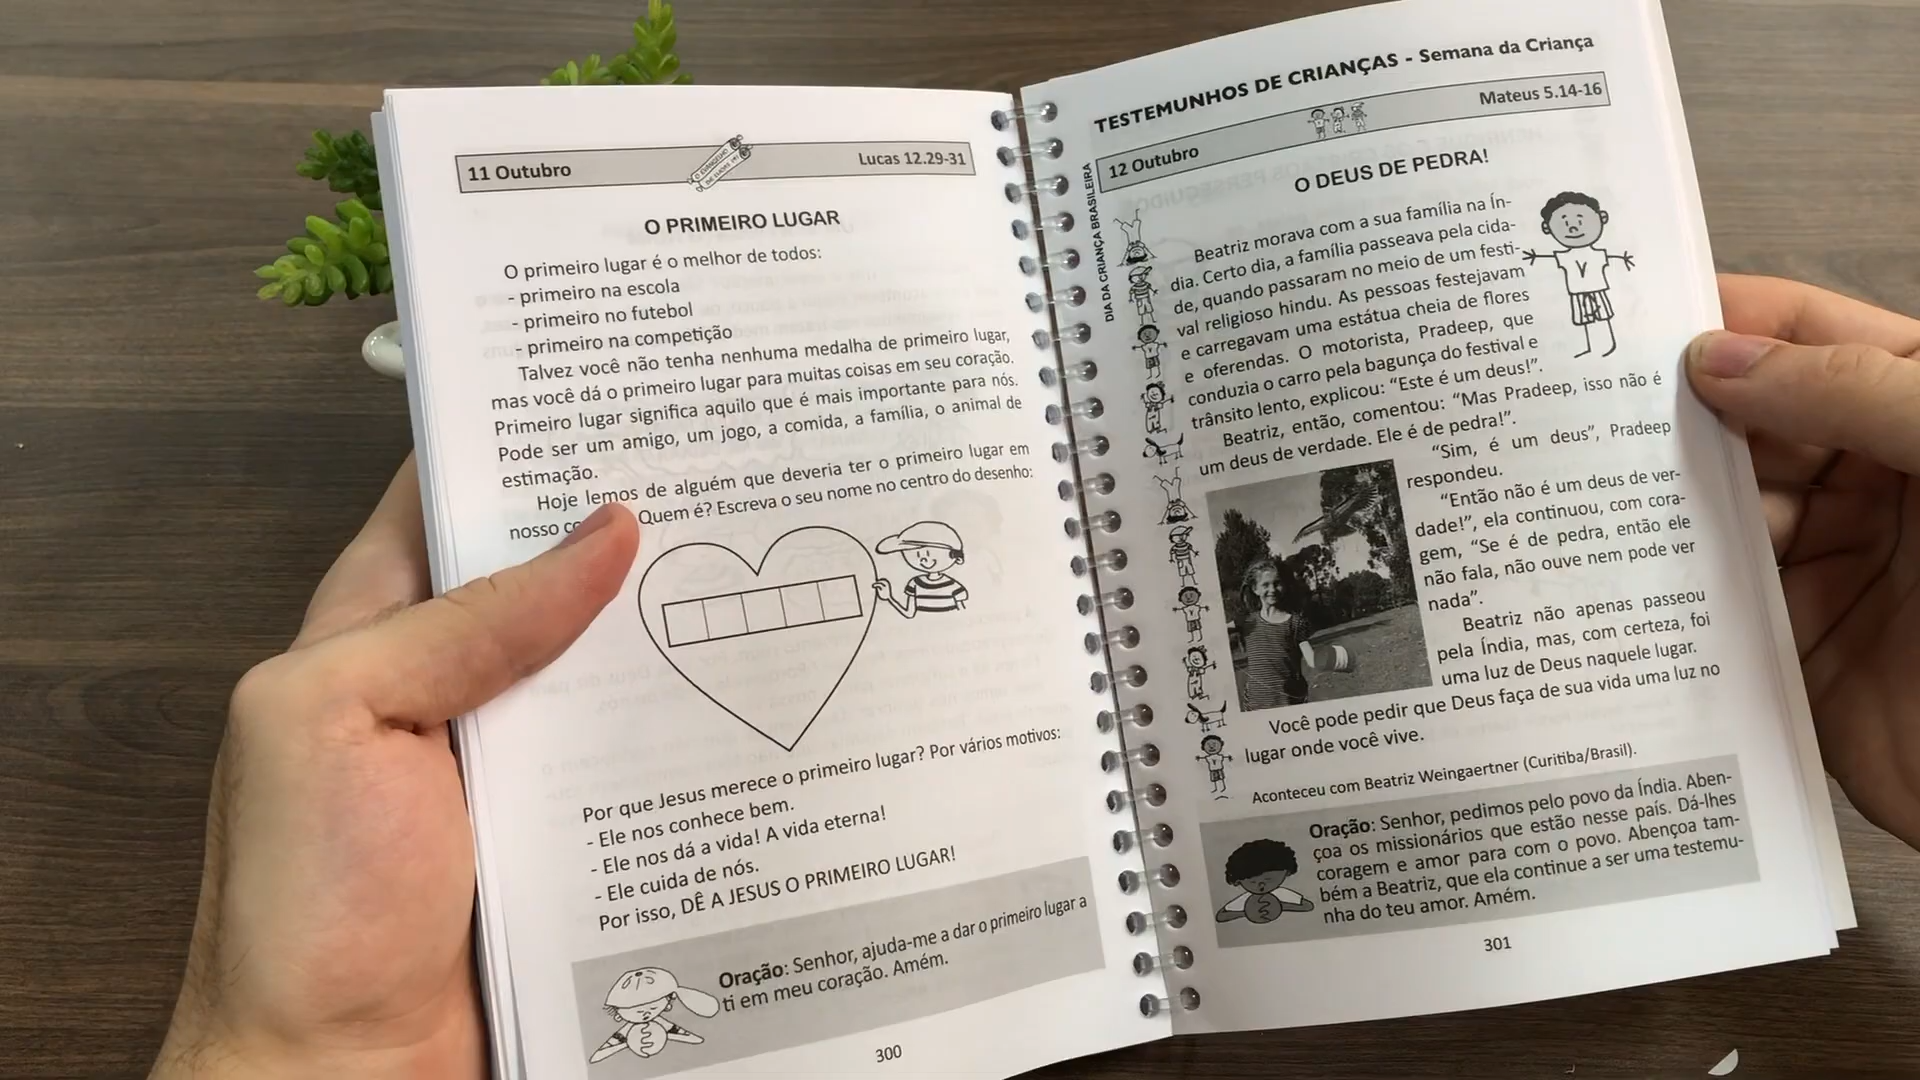 11 Outubro
Lucas 12.29-31
O PRIMEIRO LUGAR
O primeiro lugar é o melhor de todos:
- primeiro na escola
- primeiro no futebol
- primeiro na competição
Talvez você não tenha nenhuma medalha de primeiro lugar,
mas você dá o primeiro lugar para muitas coisas em seu coração.
Primeiro lugar significa aquilo que é mais importante para nós.
Pode ser um amigo, um jogo, a comida, a família, o animal de
estimação.
Hoje lemos de alguém que deveria ter o primeiro lugar em
nosso Quem é? Escreva o seu nome no centro do desenho:
Por que Jesus merece o primeiro lugar? Por vários motivos:
- Ele nos conhece bem.
- Ele nos dá a vida! A vida eterna!
- Ele cuida de nós.
Por isso, DÊ A JESUS O PRIMEIRO LUGAR!
Oração: Senhor, ajuda-me a dar o primeiro lugar a
ti em meu coração. Amém.
300
TESTEMUNHOS DE CRIANÇAS - Semana da Criança
12 Outubro
Mateus 5.14-16
DIA DA CRIANÇA BRASILEIRA
O DEUS DE PEDRA!
Beatriz morava com a sua família na Ín-
dia. Certo dia, a família passeava pela cida-
de, quando passaram no meio de um festi-
val religioso hindu. As pessoas festejavam
e carregavam uma estátua cheia de flores
e oferendas. O motorista, Pradeep, que
conduzia o carro pela bagunça do festival e
trânsito lento, explicou: “Este é um deus!”.
Beatriz, então, comentou: “Mas Pradeep, isso não é
um deus de verdade. Ele é de pedra!”.
“Sim, é um deus”, Pradeep
respondeu.
“Então não é um deus de ver-
dade!”, ela continuou, com cora-
gem, “Se é de pedra, então ele
não fala, não ouve nem pode ver
nada”.
Beatriz não apenas passeou
pela Índia, mas, com certeza, foi
uma luz de Deus naquele lugar.
Você pode pedir que Deus faça de sua vida uma luz no
lugar onde você vive.
Aconteceu com Beatriz Weingaertner (Curitiba/Brasil).
Oração: Senhor, pedimos pelo povo da Índia. Aben-
çoa os missionários que estão nesse país. Dá-lhes
coragem e amor para com o povo. Abençoa tam-
bém a Beatriz, que ela continue a ser uma testemu-
nha do teu amor. Amém.
301